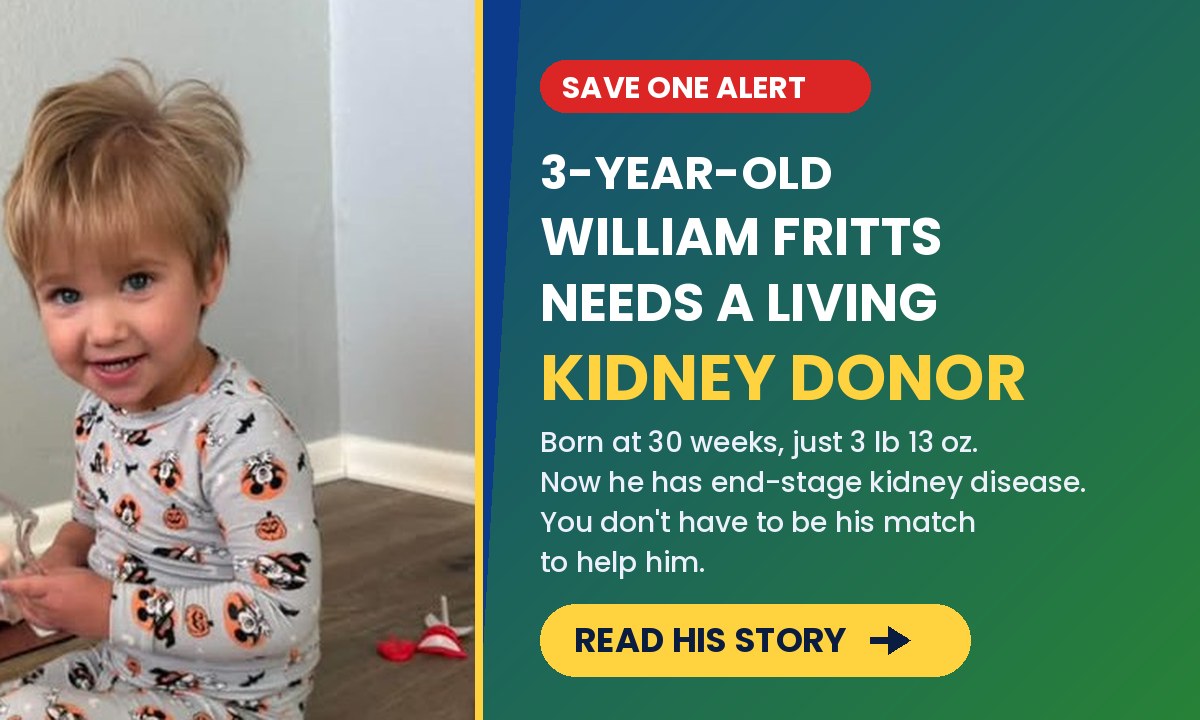 SAVE ONE ALERT
3-YEAR-OLD
WILLIAM FRITTS
NEEDS A LIVING
KIDNEY DONOR
Born at 30 weeks, just 3 lb 13 oz.
Now he has end-stage kidney disease.
You don't have to be his match
to help him.
READ HIS STORY